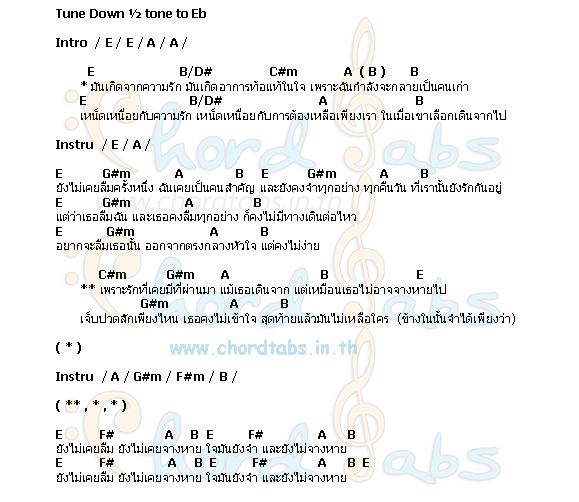 Tune Down ½ tone to Eb
Intro / E / E / A / A /
E B/D# C#m A ( B ) B
* มันเกิดจากความรัก มันเกิดอาการท้อแท้ในใจ เพราะฉันกำลังจะกลายเป็นคนเก่า
E B/D# A B
เหน็ดเหนื่อยกับความรัก เหน็ดเหนื่อยกับการต้องเหลือเพียงเรา ในเมื่อเขาเลือกเดินจากไป
Instru / E / A /
E G#m A B E G#m A B
ยังไม่เคยลืมครั้งหนึ่ง ฉันเคยเป็นคนสำคัญ และยังคงจำทุกอย่าง ทุกคืนวัน ที่เรานั้นยังรักกันอยู่
E G#m A B
แต่ว่าเธอลืมฉัน และเธอคงลืมทุกอย่าง ก็คงไม่มีทางเดินต่อไหว
E G#m A B
อยากจะลืมเธอนั้น ออกจากตรงกลางหัวใจ แต่คงไม่ง่าย
C#m G#m A B E
** เพราะรักที่เคยมีที่ผ่านมา แม้เธอเดินจาก แต่เหมือนเธอไม่อาจจางหายไป
G#m A B
เจ็บปวดสักเพียงไหน เธอคงไม่เข้าใจ สุดท้ายแล้วมันไม่เหลือใคร (ข้างในนั้นจำได้เพียงว่า)
( * )
www.chordtabs.in.th
Instru / A / G#m / F#m / B /
( ** , * , * )
E F# A B E F# A B
ยังไม่เคยลืม ยังไม่เคยจางหาย ใจมันยังจำ และยังไม่จางหาย
E F# A B E F# A B E
ยังไม่เคยลืม ยังไม่เคยจางหาย ใจมันยังจำ และยังไม่จางหาย